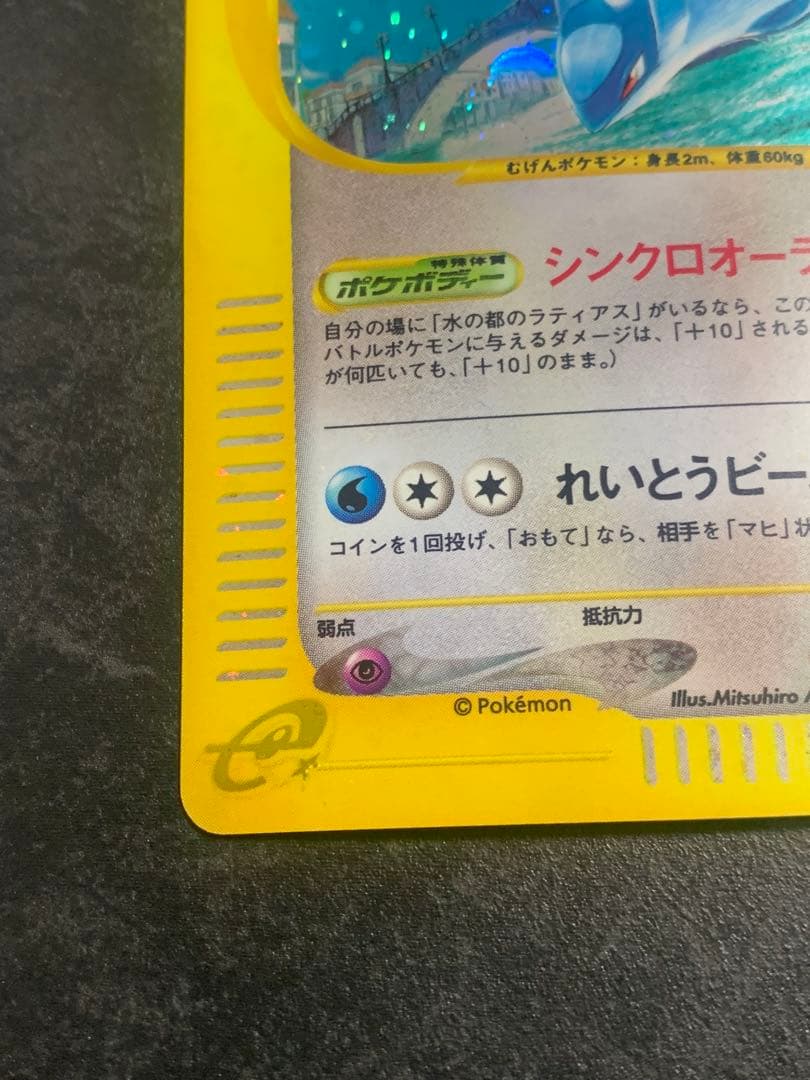 むげんポケモン：身長2m、体重60kg
特殊体質
ポケボディー
シンクロオーラ
自分の場に「水の都のラティアス」がいるなら、この
バトルポケモンに与えるダメージは、「＋10」される
が何匹いても、「＋10」のまま。）
れいとうビー
コインを1回投げ、「おもて」なら、相手を「マヒ」状
弱点
抵抗力
© Pokémon
Illus.Mitsuhiro A
e